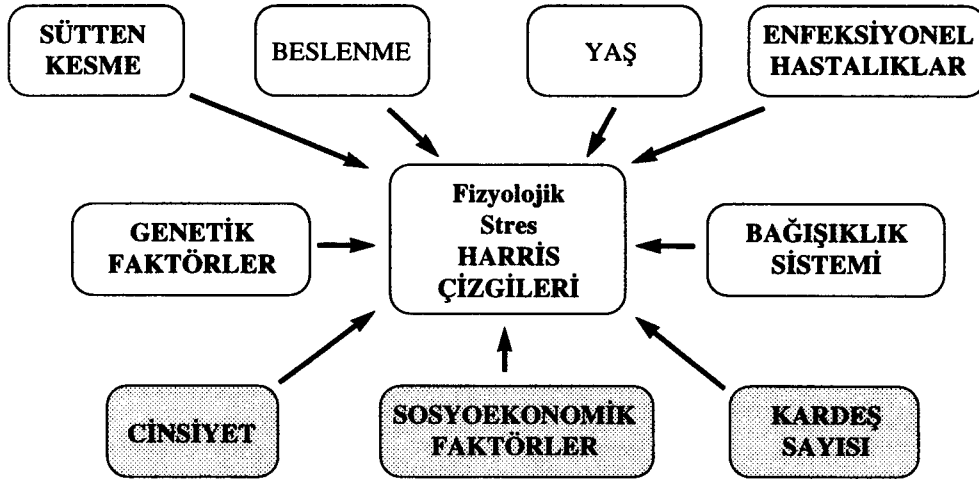 SÜTTEN
KESME
BESLENME
YAŞ
ENFEKSİYONEL
HASTALIKLAR
GENETİK
FAKTÖRLER
Fizyolojik
Stres
HARRİS
ÇİZGİLERİ
BAĞIŞIKLIK
SİSTEMİ
CİNSİYET
SOSYOEKONOMİK
FAKTÖRLER
KARDEŞ
SAYISI